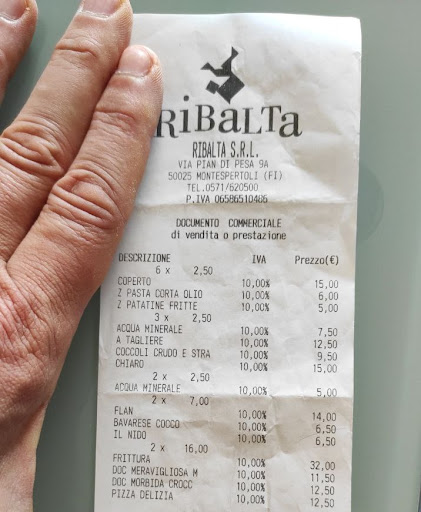 RiBaLTa
RIBALTA S.R.L.
VIA PIAN DI PESA 9A
50025 MONTESPERTOLI (FI)
TEL.0571/620500
P.IVA 06586510486
DOCUMENTO COMMERCIALE
di vendita o prestazione
DESCRIZIONE IVA Prezzo(€)
6 x 2,50
COPERTO 10,00% 15,00
Z PASTA CORTA OLIO 10,00% 6,00
Z PATATINE FRITTE 10,00% 5,00
3 x 2,50
ACQUA MINERALE 10,00% 7,50
A TAGLIERE 10,00% 12,50
COCCOLI CRUDO E STRA 10,00% 9,50
CHIARO 10,00% 15,00
2 x 2,50
ACQUA MINERALE 10,00% 5,00
2 x 7,00
FLAN 10,00% 14,00
BAVARESE COCCO 10,00% 6,50
IL NIDO 10,00% 6,50
2 x 16,00
FRITTURA 10,00% 32,00
DOC MERAVIGLIOSA M 10,00% 11,50
DOC MORBIDA CROCC 10,00% 12,50
PIZZA DELIZIA 10,00% 12,50